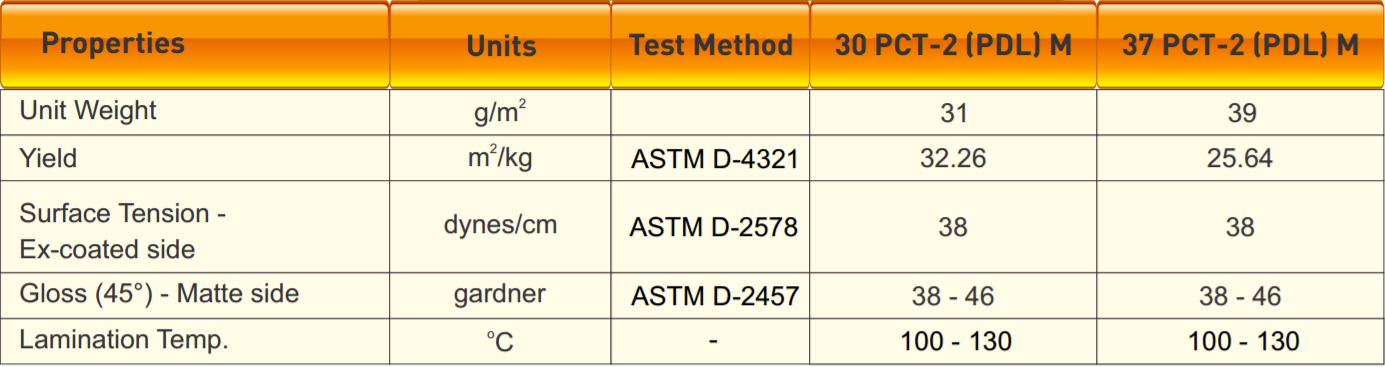 Properties Units Test Method 30 PCT-2 (PDL) M 37 PCT-2 (PDL) M
Unit Weight g/m² 31 39
Yield m²/kg ASTM D-4321 32.26 25.64
Surface Tension -
Ex-coated side dynes/cm ASTM D-2578 38 38
Gloss (45°) - Matte side gardner ASTM D-2457 38 - 46 38 - 46
Lamination Temp. °C - 100 - 130 100 - 130